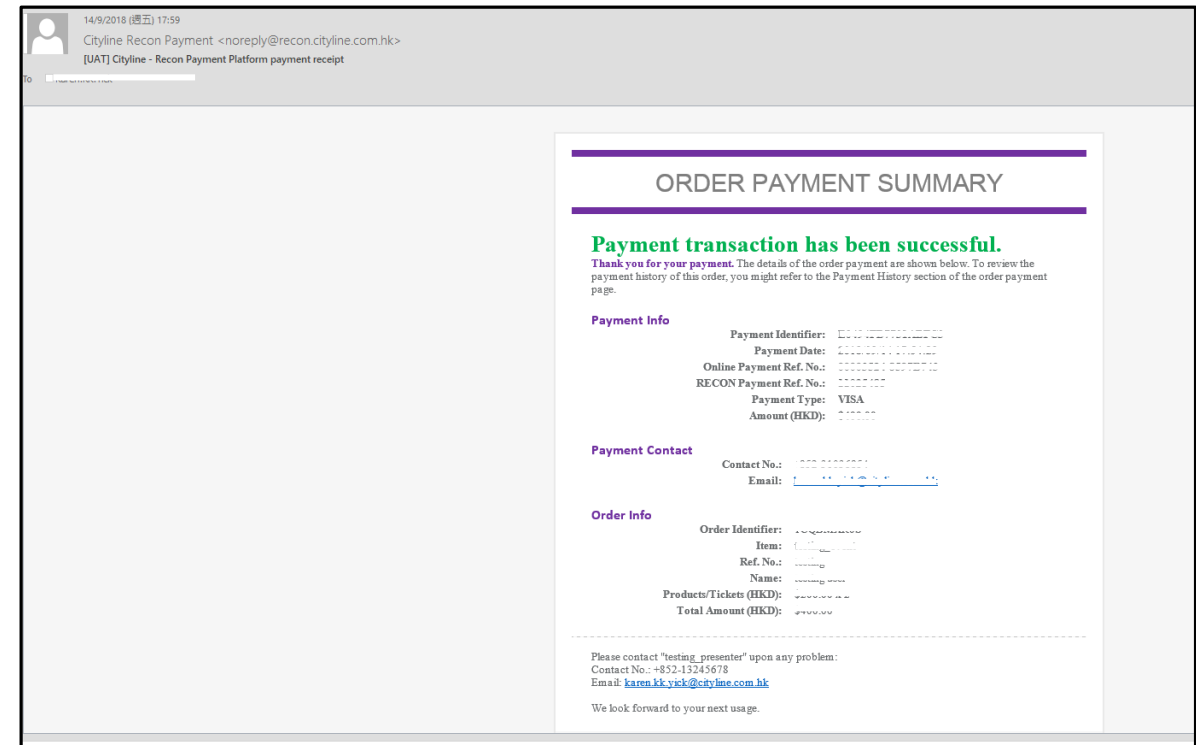 14/9/2018 (週五) 17:59
Cityline Recon Payment <noreply@recon.cityline.com.hk>
[UAT] Cityline - Recon Payment Platform payment receipt
To
ORDER PAYMENT SUMMARY
Payment transaction has been successful.
Thank you for your payment. The details of the order payment are shown below. To review the
payment history of this order, you might refer to the Payment History section of the order payment
page.
Payment Info
Payment Identifier:
Payment Date:
Online Payment Ref. No.:
RECON Payment Ref. No.:
Payment Type: VISA
Amount (HKD):
Payment Contact
Contact No.:
Email:
Order Info
Order Identifier:
Item:
Ref. No.:
Name:
Products/Tickets (HKD):
Total Amount (HKD):
Please contact "testing_presenter" upon any problem:
Contact No.: +852-13245678
Email: karen.kk.yick@cityline.com.hk
We look forward to your next usage.